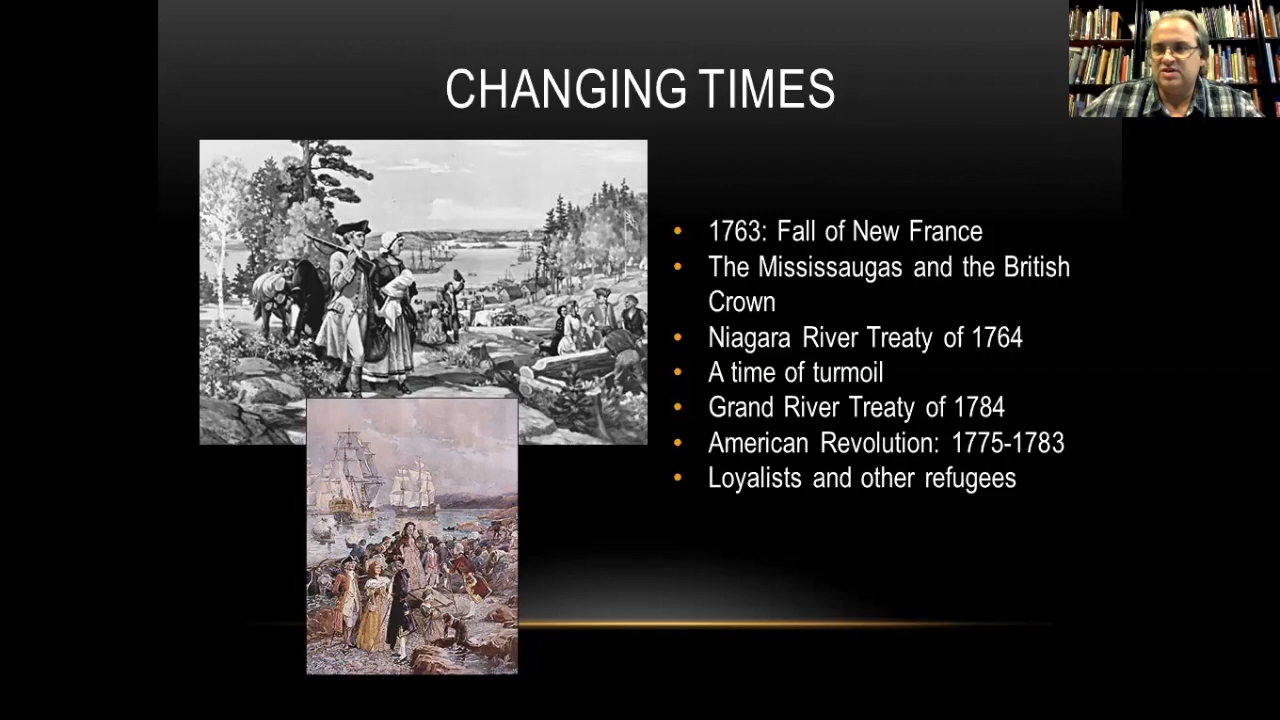 CHANGING TIMES
• 1763: Fall of New France
• The Mississaugas and the British
Crown
• Niagara River Treaty of 1764
• A time of turmoil
• Grand River Treaty of 1784
• American Revolution: 1775-1783
• Loyalists and other refugees